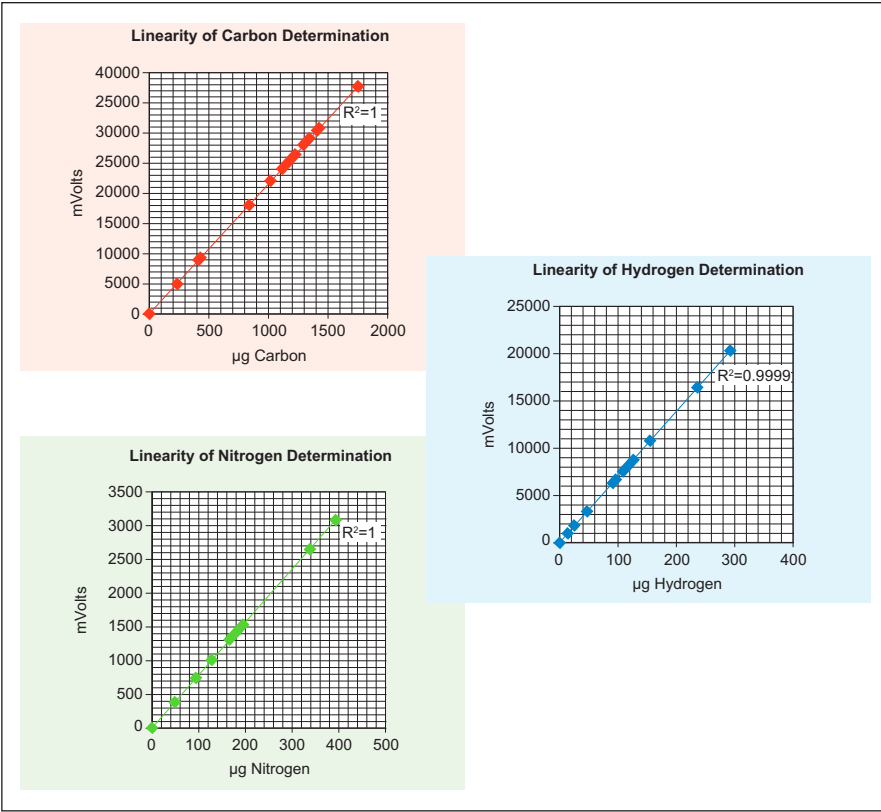 Linearity of Carbon Determination
40000
35000
30000
25000
20000
15000
10000
5000
0
mVolts
R²=1
0 500 1000 1500 2000
µg Carbon
Linearity of Hydrogen Determination
25000
20000
15000
10000
5000
0
mVolts
R²=0.9999
0 100 200 300 400
µg Hydrogen
Linearity of Nitrogen Determination
3500
3000
2500
2000
1500
1000
500
0
mVolts
R²=1
0 100 200 300 400 500
µg Nitrogen